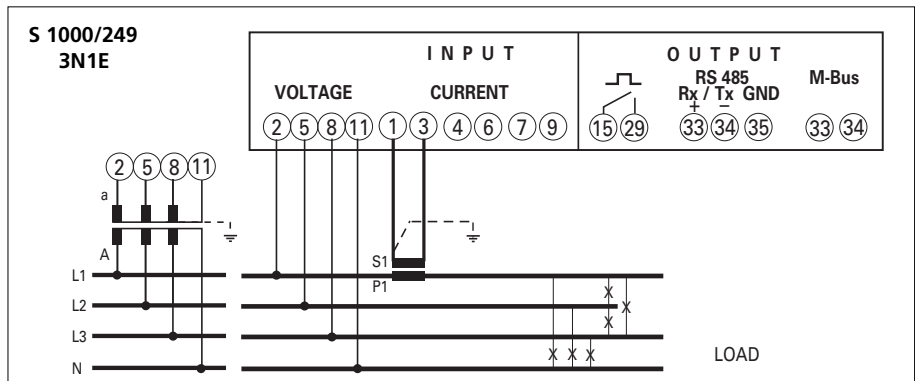 S 1000/249
3N1E
INPUT
OUTPUT
VOLTAGE
CURRENT
RS 485
Rx / Tx GND
+ −
M-Bus
2 5 8 11 1 3 4 6 7 9
15 29 33 34 35 33 34
2 5 8 11
a
A
S1
P1
L1
L2
L3
N
X
X
X
X X X
LOAD